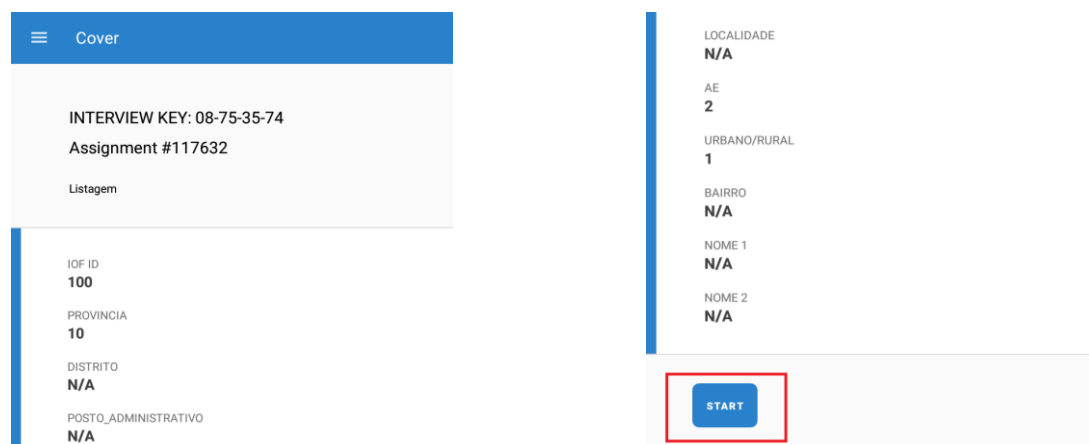 Cover
INTERVIEW KEY: 08-75-35-74
Assignment #117632
Listagem
IOF ID
100
PROVINCIA
10
DISTRITO
N/A
POSTO_ADMINISTRATIVO
N/A
LOCALIDADE
N/A
AE
2
URBANO/RURAL
1
BAIRRO
N/A
NOME 1
N/A
NOME 2
N/A
START